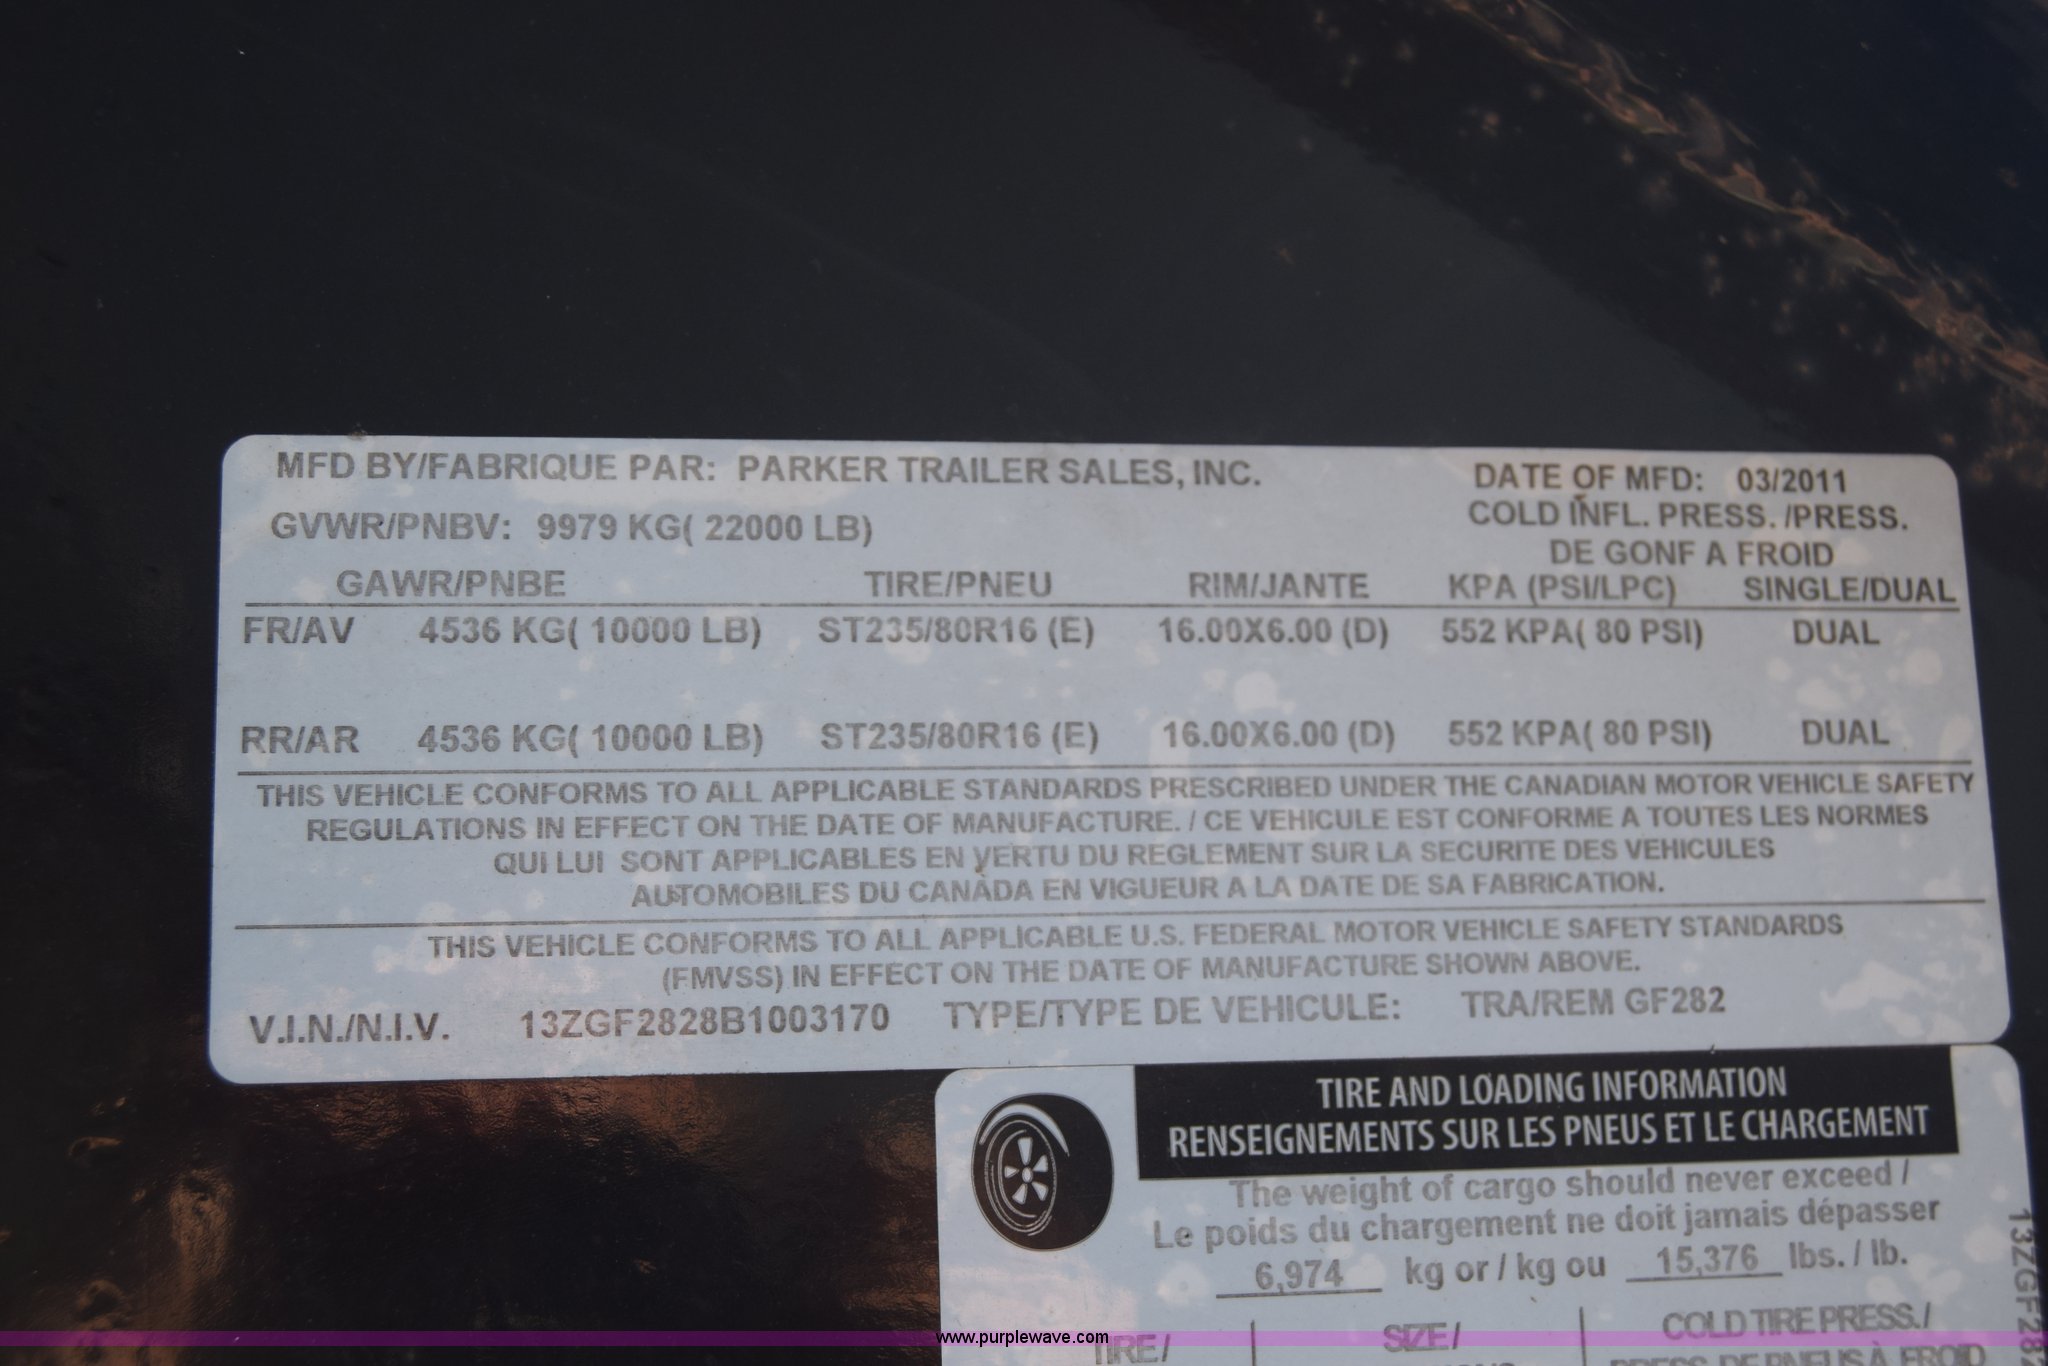 MFD BY/FABRIQUE PAR: PARKER TRAILER SALES, INC.
DATE OF MFD: 03/2011
GVWR/PNBV: 9979 KG( 22000 LB)
COLD INFL. PRESS. /PRESS.
DE GONF A FROID
GAWR/PNBE TIRE/PNEU RIM/JANTE KPA (PSI/LPC) SINGLE/DUAL
FR/AV 4536 KG( 10000 LB) ST235/80R16 (E) 16.00X6.00 (D) 552 KPA( 80 PSI) DUAL
RR/AR 4536 KG( 10000 LB) ST235/80R16 (E) 16.00X6.00 (D) 552 KPA( 80 PSI) DUAL
THIS VEHICLE CONFORMS TO ALL APPLICABLE STANDARDS PRESCRIBED UNDER THE CANADIAN MOTOR VEHICLE SAFETY
REGULATIONS IN EFFECT ON THE DATE OF MANUFACTURE. / CE VEHICULE EST CONFORME A TOUTES LES NORMES
QUI LUI SONT APPLICABLES EN VERTU DU REGLEMENT SUR LA SECURITE DES VEHICULES
AUTOMOBILES DU CANADA EN VIGUEUR A LA DATE DE SA FABRICATION.
THIS VEHICLE CONFORMS TO ALL APPLICABLE U.S. FEDERAL MOTOR VEHICLE SAFETY STANDARDS
(FMVSS) IN EFFECT ON THE DATE OF MANUFACTURE SHOWN ABOVE.
V.I.N./N.I.V. 13ZGF2828B1003170 TYPE/TYPE DE VEHICULE: TRA/REM GF282
TIRE AND LOADING INFORMATION
RENSEIGNEMENTS SUR LES PNEUS ET LE CHARGEMENT
The weight of cargo should never exceed /
Le poids du chargement ne doit jamais dépasser
6,974 kg or / kg ou 15,376 lbs. / lb.
13ZGF282
TIRE / SIZE / COLD TIRE PRESS. /
PRESS. DE PNEUS À FROID
www.purplewave.com